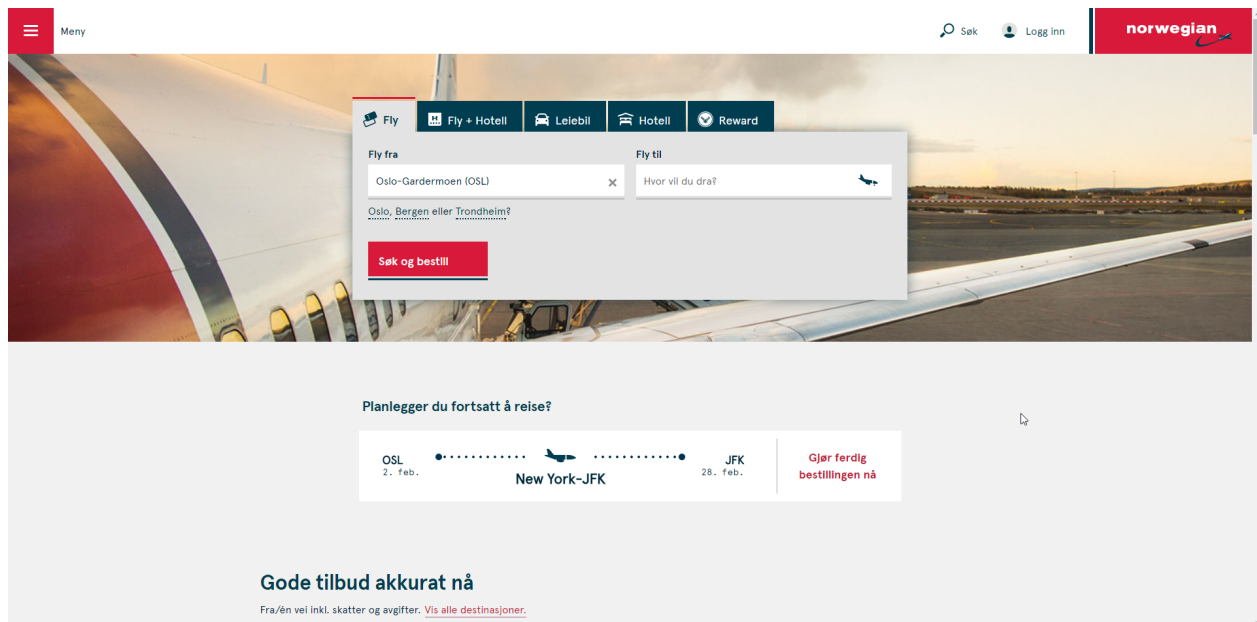 Meny
Søk
Logg inn
norwegian
Fly
Fly + Hotell
Leiebil
Hotell
Reward
Fly fra
Fly til
Oslo-Gardermoen (OSL)
Hvor vil du dra?
Oslo, Bergen eller Trondheim?
Søk og bestill
Planlegger du fortsatt å reise?
OSL
2. feb.
New York-JFK
JFK
28. feb.
Gjør ferdig
bestillingen nå
Gode tilbud akkurat nå
Fra/én vei inkl. skatter og avgifter. Vis alle destinasjoner.